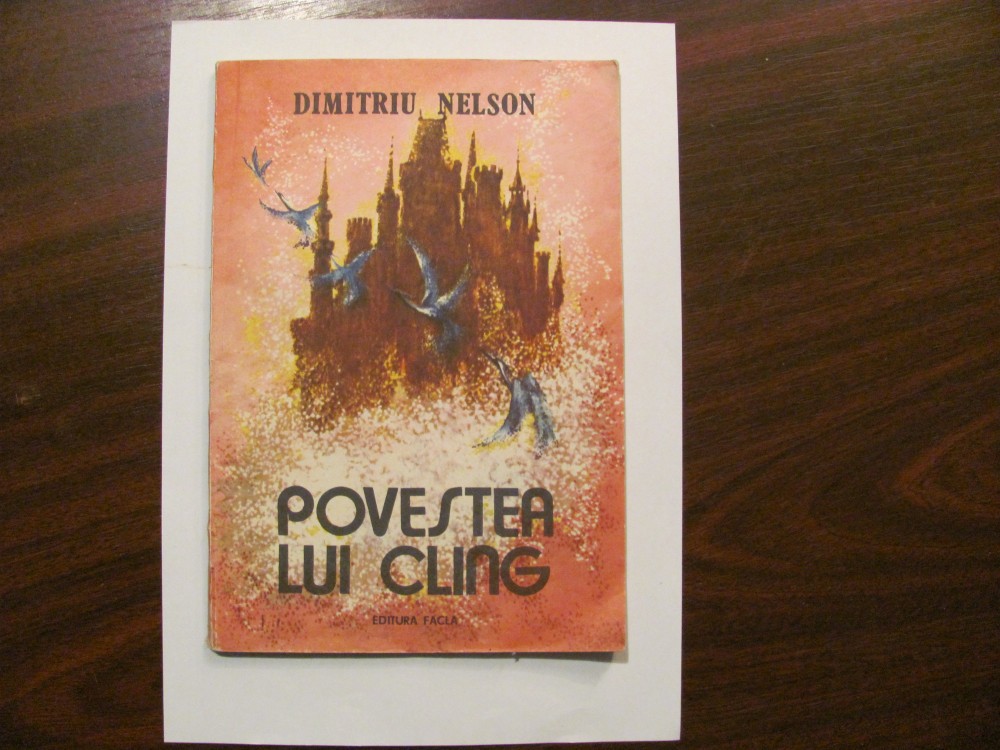 DIMITRIU NELSON
POVESTEA
LUI CLING
EDITURA FACLA